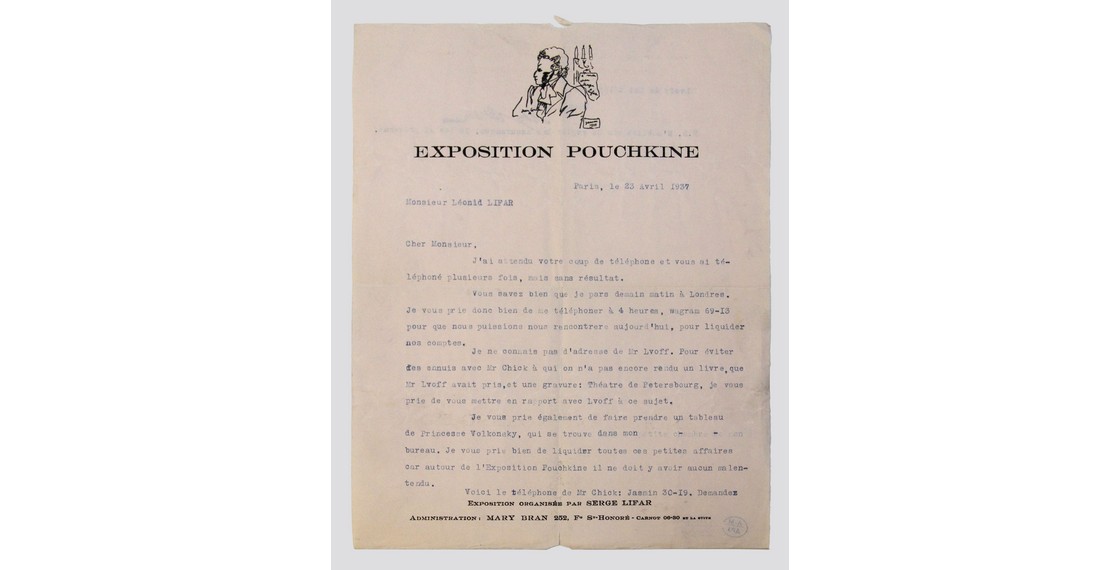 EXPOSITION POUCHKINE
Paris, le 23 Avril 1937
Monsieur Léonid LIFAR
Cher Monsieur,
J'ai attendu votre coup de téléphone et vous ai té-
léphoné plusieurs fois, mais sans résultat.
Vous savez bien que je pars demain matin à Londres.
Je vous prie donc bien de me téléphoner à 4 heures, wagram 69-13
pour que nous puissions nous rencontrere aujourd'hui, pour liquider
nos comptes.
Je ne connais pas d'adresse de Mr Lvoff. Pour éviter
des ennuis avec Mr Chick à qui on n'a pas encore rendu un livre, que
Mr Lvoff avait pris, et une gravure: Théatre de Petersbourg, je vous
prie de vous mettre en rapport avec Lvoff à ce sujet.
Je vous prie également de faire prendre un tableau
de Princesse Volkonsky, qui se trouve dans mon
bureau. Je vous prie bien de liquider toutes ces petites affaires
car autour de l'Exposition Pouchkine il ne doit y avoir aucun malen-
tendu.
Voici le téléphone de Mr Chick: Jasmin 30-19. Demandez
EXPOSITION ORGANISÉE PAR SERGE LIFAR
ADMINISTRATION: MARY BRAN 252, Fg St-HONORÉ - CARNOT 06-30